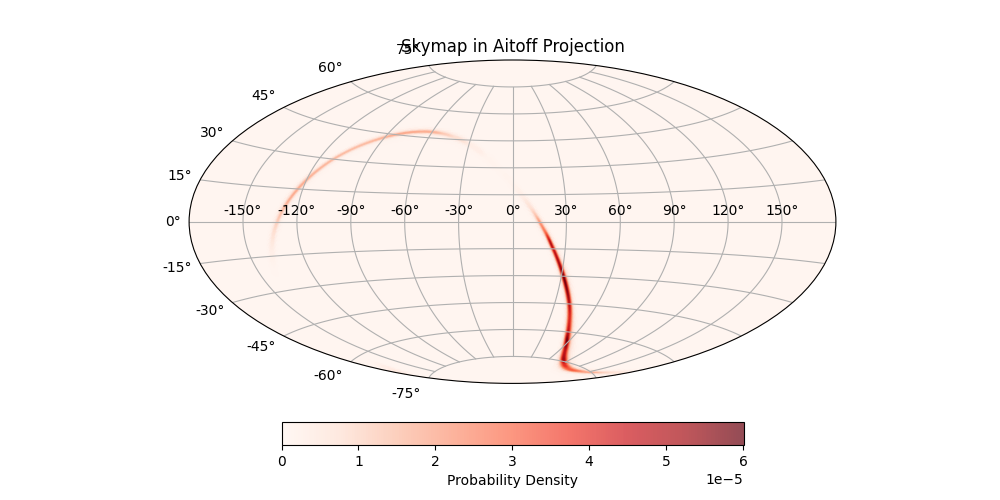 Skymap in Aitoff Projection
75°
60°
45°
30°
15°
0°
-15°
-30°
-45°
-60°
-75°
-150° -120° -90° -60° -30° 0° 30° 60° 90° 120° 150°
0 1 2 3 4 5 6
1e−5
Probability Density